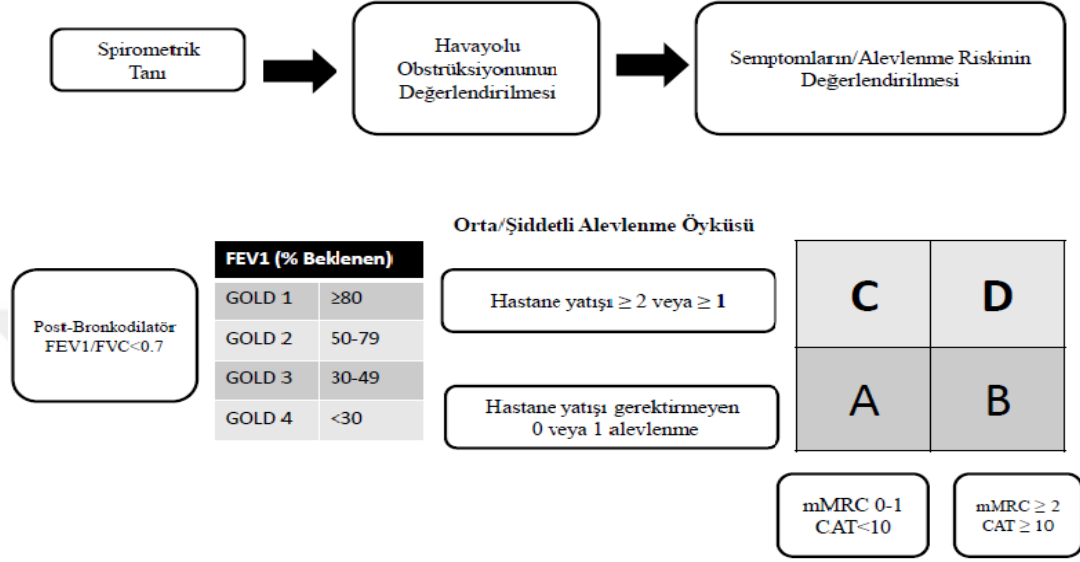 Spirometrik
Tanı
Havayolu
Obstrüksiyonunun
Değerlendirilmesi
Semptomların/Alevlenme Riskinin
Değerlendirilmesi
Orta/Şiddetli Alevlenme Öyküsü
Post-Bronkodilatör
FEV1/FVC<0.7
FEV1 (% Beklenen)
GOLD 1 ≥80
GOLD 2 50-79
GOLD 3 30-49
GOLD 4 <30
Hastane yatışı ≥ 2 veya ≥ 1
Hastane yatışı gerektirmeyen
0 veya 1 alevlenme
C D
A B
mMRC 0-1
CAT<10
mMRC ≥ 2
CAT ≥ 10